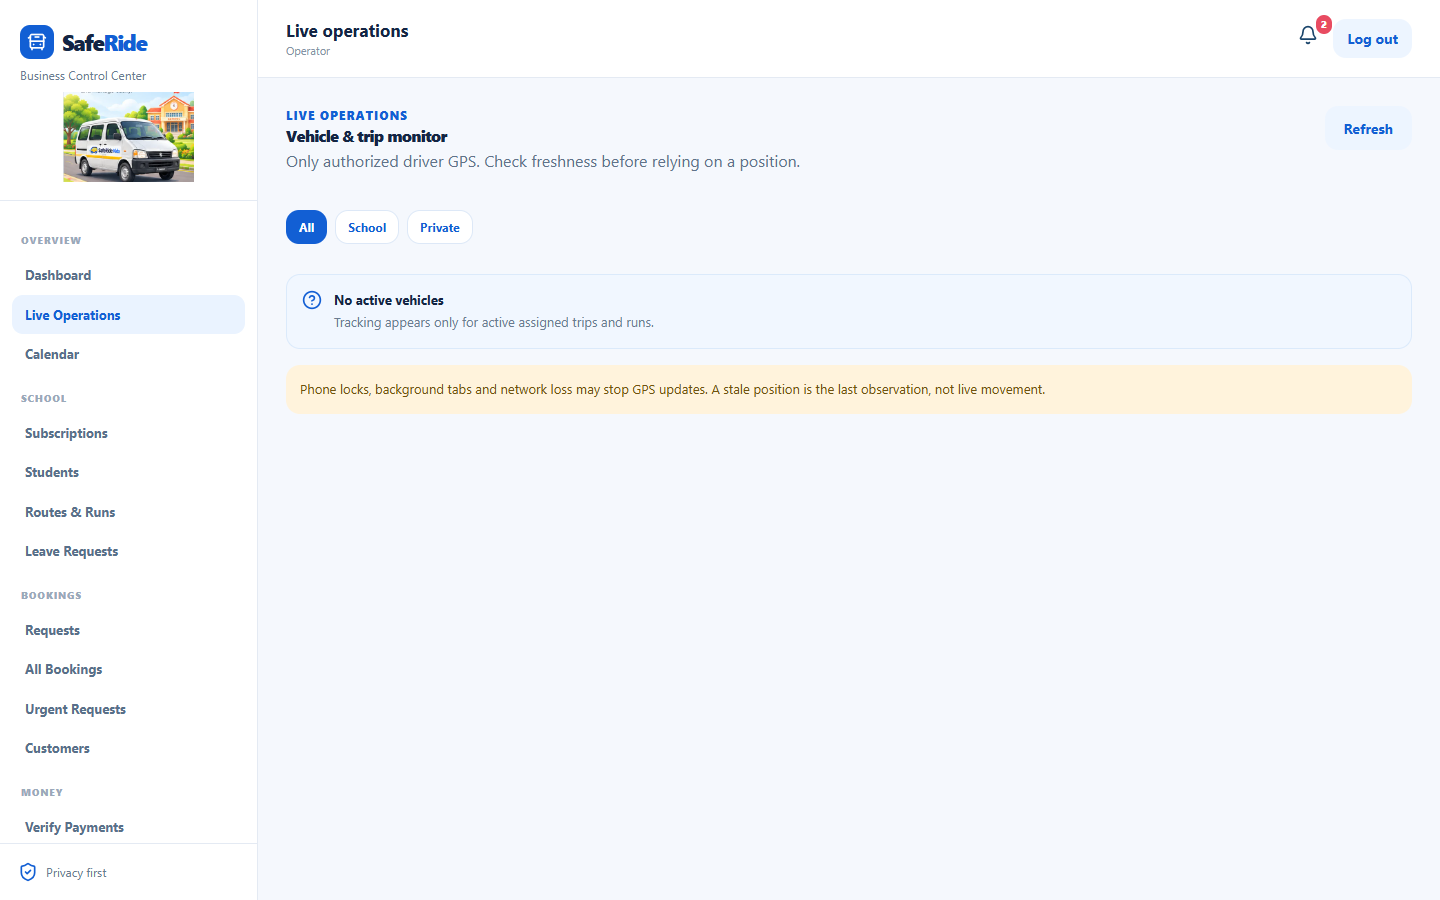 SafeRide
Business Control Center
OVERVIEW
Dashboard
Live Operations
Calendar
SCHOOL
Subscriptions
Students
Routes & Runs
Leave Requests
BOOKINGS
Requests
All Bookings
Urgent Requests
Customers
MONEY
Verify Payments
Privacy first
Live operations
Operator
2
Log out
LIVE OPERATIONS
Vehicle & trip monitor
Only authorized driver GPS. Check freshness before relying on a position.
Refresh
All
School
Private
No active vehicles
Tracking appears only for active assigned trips and runs.
Phone locks, background tabs and network loss may stop GPS updates. A stale position is the last observation, not live movement.